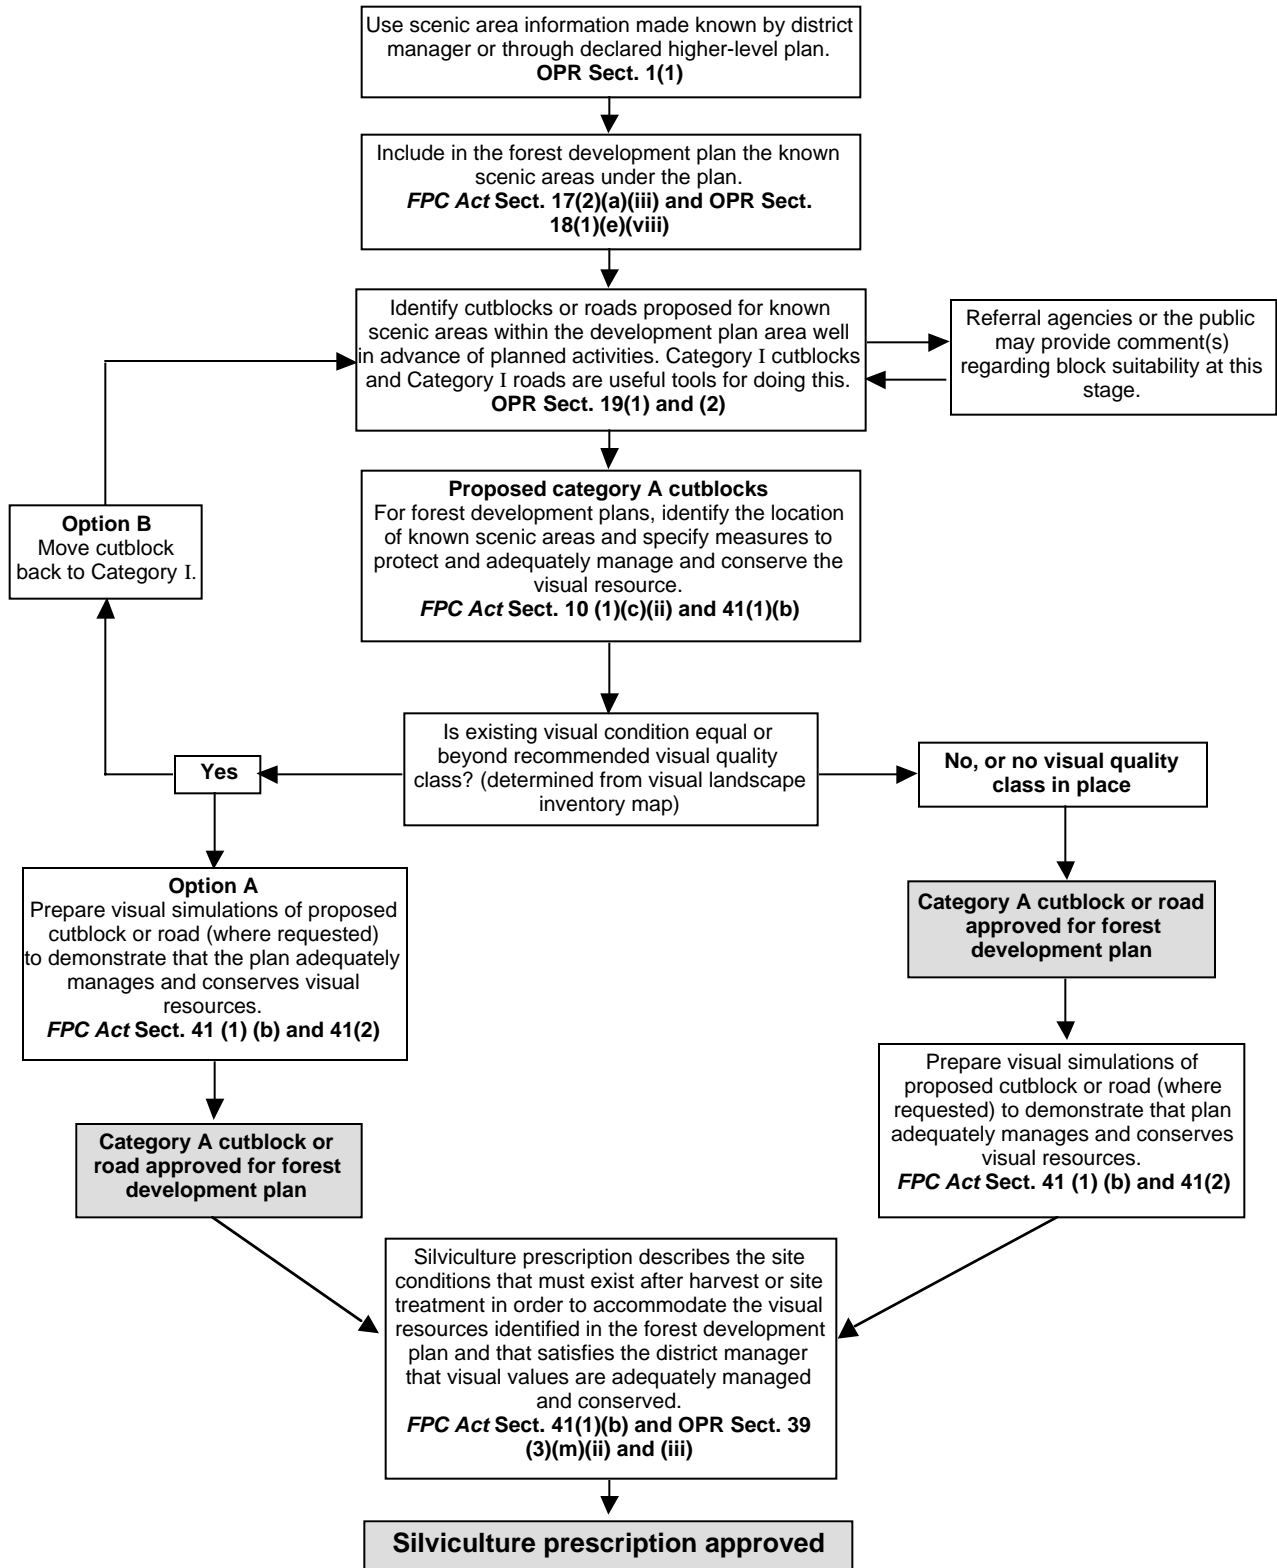 Use scenic area information made known by district
manager or through declared higher-level plan.
OPR Sect. 1(1)
Include in the forest development plan the known
scenic areas under the plan.
FPC Act Sect. 17(2)(a)(iii) and OPR Sect.
18(1)(e)(viii)
Identify cutblocks or roads proposed for known
scenic areas within the development plan area well
in advance of planned activities. Category I cutblocks
and Category I roads are useful tools for doing this.
OPR Sect. 19(1) and (2)
Referral agencies or the public
may provide comment(s)
regarding block suitability at this
stage.
Proposed category A cutblocks
For forest development plans, identify the location
of known scenic areas and specify measures to
protect and adequately manage and conserve the
visual resource.
FPC Act Sect. 10 (1)(c)(ii) and 41(1)(b)
Option B
Move cutblock
back to Category I.
Is existing visual condition equal or
beyond recommended visual quality
class? (determined from visual landscape
inventory map)
Yes
No, or no visual quality
class in place
Option A
Prepare visual simulations of proposed
cutblock or road (where requested)
to demonstrate that the plan adequately
manages and conserves visual
resources.
FPC Act Sect. 41 (1) (b) and 41(2)
Category A cutblock or road
approved for forest
development plan
Prepare visual simulations of
proposed cutblock or road (where
requested) to demonstrate that plan
adequately manages and conserves
visual resources.
FPC Act Sect. 41 (1) (b) and 41(2)
Category A cutblock or
road approved for forest
development plan
Silviculture prescription describes the site
conditions that must exist after harvest or site
treatment in order to accommodate the visual
resources identified in the forest development
plan and that satisfies the district manager
that visual values are adequately managed
and conserved.
FPC Act Sect. 41(1)(b) and OPR Sect. 39
(3)(m)(ii) and (iii)
Silviculture prescription approved